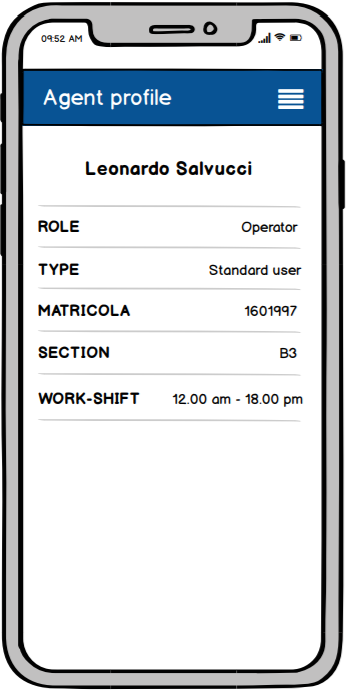 09:52 AM
Agent profile
Leonardo Salvucci
ROLE Operator
TYPE Standard user
MATRICOLA 1601997
SECTION B3
WORK-SHIFT 12.00 am - 18.00 pm